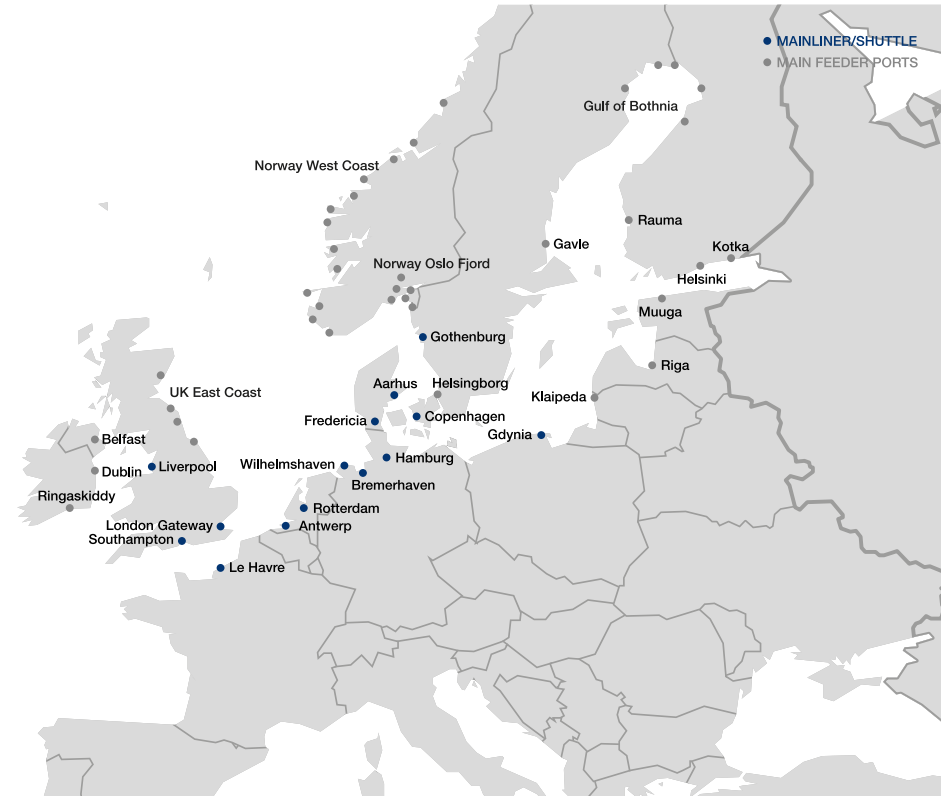 MAINLINER/SHUTTLE
MAIN FEEDER PORTS
Gulf of Bothnia
Norway West Coast
Rauma
Gavle
Kotka
Norway Oslo Fjord
Helsinki
Muuga
Gothenburg
Riga
Aarhus
Helsingborg
UK East Coast
Klaipeda
Fredericia
Copenhagen
Gdynia
Belfast
Hamburg
Wilhelmshaven
Liverpool
Dublin
Bremerhaven
Ringaskiddy
Rotterdam
London Gateway
Antwerp
Southampton
Le Havre